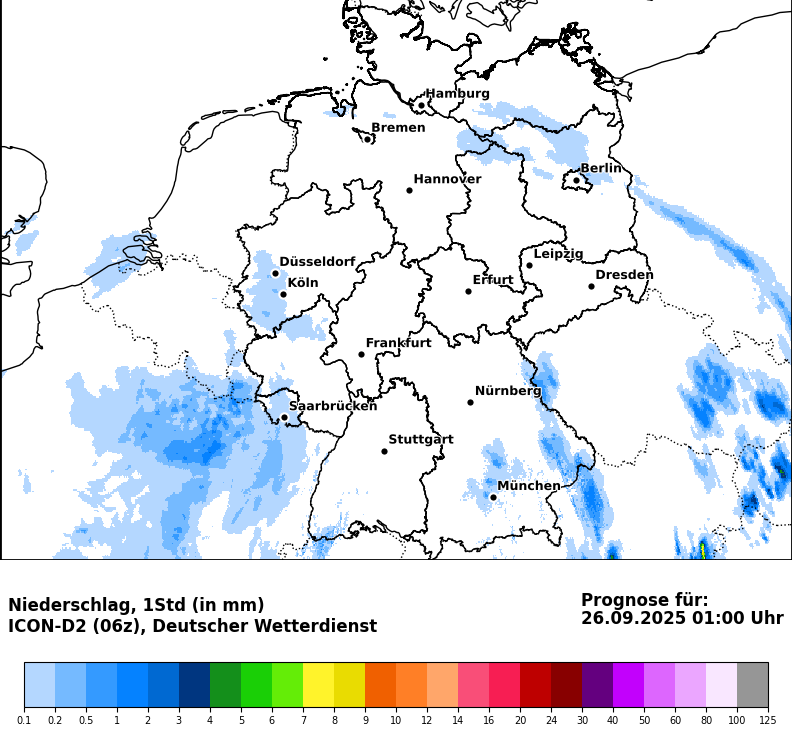 Hamburg
Bremen
Berlin
Hannover
Leipzig
Düsseldorf
Dresden
Köln
Erfurt
Frankfurt
Nürnberg
Saarbrücken
Stuttgart
München
Niederschlag, 1Std (in mm)
ICON-D2 (06z), Deutscher Wetterdienst
Prognose für:
26.09.2025 01:00 Uhr
0.1 0.2 0.5 1 2 3 4 5 6 7 8 9 10 12 14 16 20 24 30 40 50 60 80 100 125